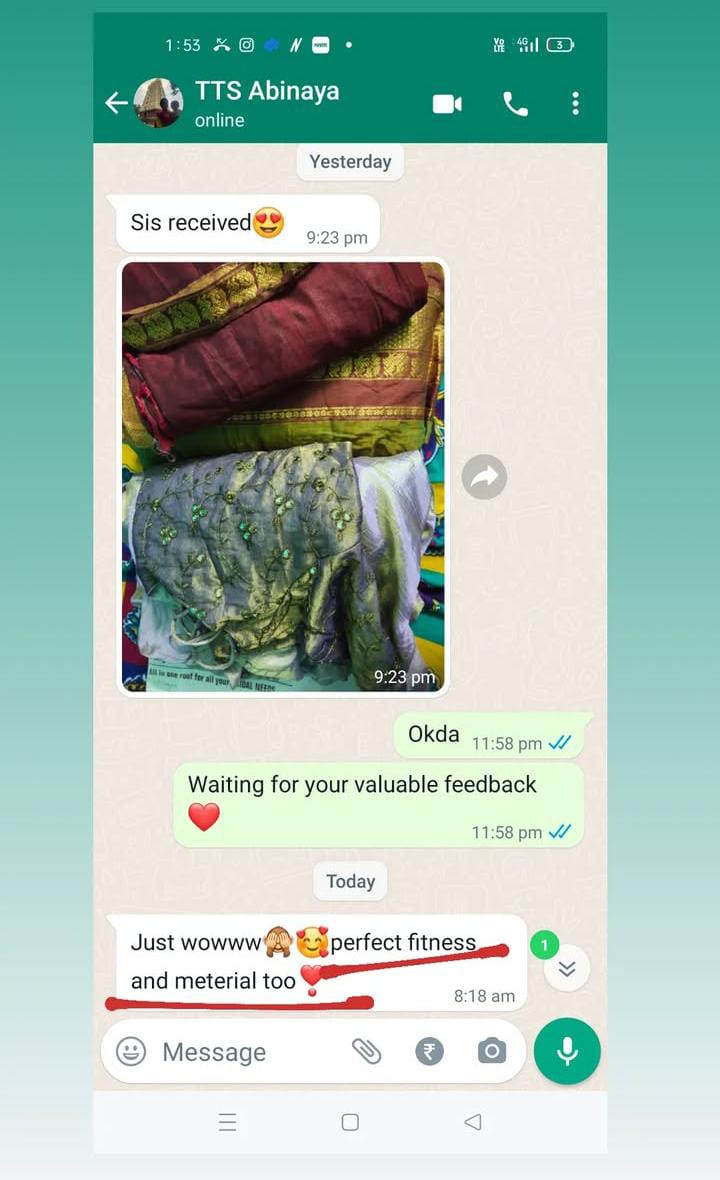 1:53
VO LTE 4G 3
TTS Abinaya
online
Yesterday
Sis received😍
9:23 pm
All in one roof for all your
NEEDS
9:23 pm
Okda
11:58 pm
Waiting for your valuable feedback
❤️
11:58 pm
Today
Just wowww🙈🥰perfect fitness
and meterial too❣️
8:18 am
1
Message